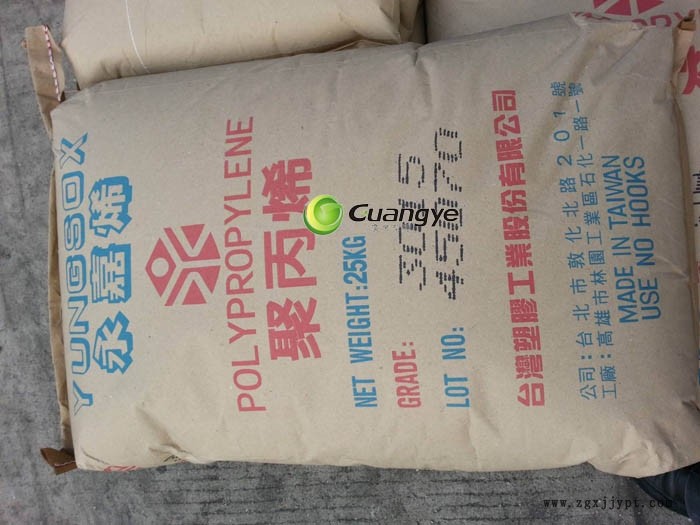 YUNGSOX
永嘉烯
POLYPROPYLENE
聚丙烯
NET WEIGHT:25KG
GRADE: 3015
LOT NO: 45W70
台灣塑膠工業股份有限公司
公司:台北市敦化北路201號
工廠:高雄市林園工業區石化一路一號
MADE IN TAIWAN
USE NO HOOKS
Cuangye
www.zgxjjypt.com